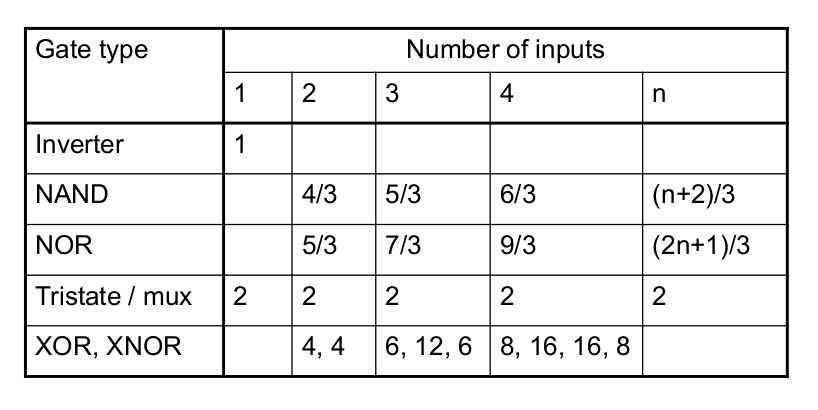 Gate type Number of inputs
1 2 3 4 n
Inverter 1
NAND 4/3 5/3 6/3 (n+2)/3
NOR 5/3 7/3 9/3 (2n+1)/3
Tristate / mux 2 2 2 2 2
XOR, XNOR 4, 4 6, 12, 6 8, 16, 16, 8